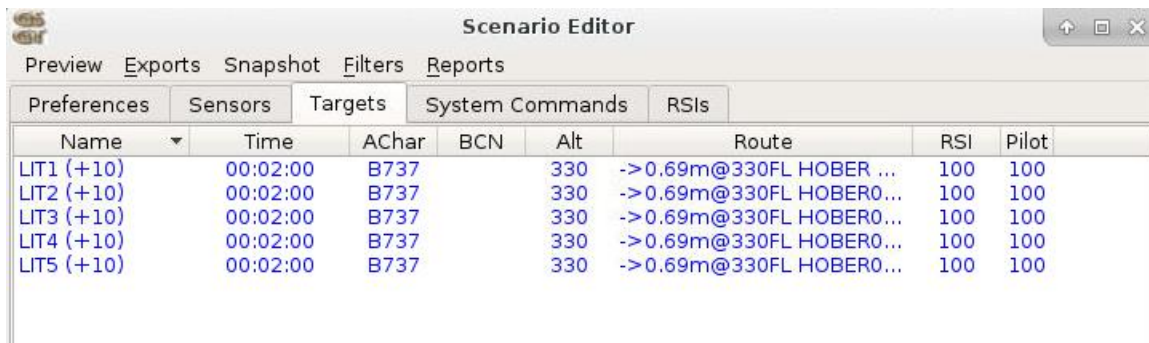 Scenario Editor
Preview Exports Snapshot Filters Reports
Preferences Sensors Targets System Commands RSIs
Name Time AChar BCN Alt Route RSI Pilot
LIT1 (+10) 00:02:00 B737 330 ->0.69m@330FL HOBER ... 100 100
LIT2 (+10) 00:02:00 B737 330 ->0.69m@330FL HOBER0... 100 100
LIT3 (+10) 00:02:00 B737 330 ->0.69m@330FL HOBER0... 100 100
LIT4 (+10) 00:02:00 B737 330 ->0.69m@330FL HOBER0... 100 100
LIT5 (+10) 00:02:00 B737 330 ->0.69m@330FL HOBER0... 100 100